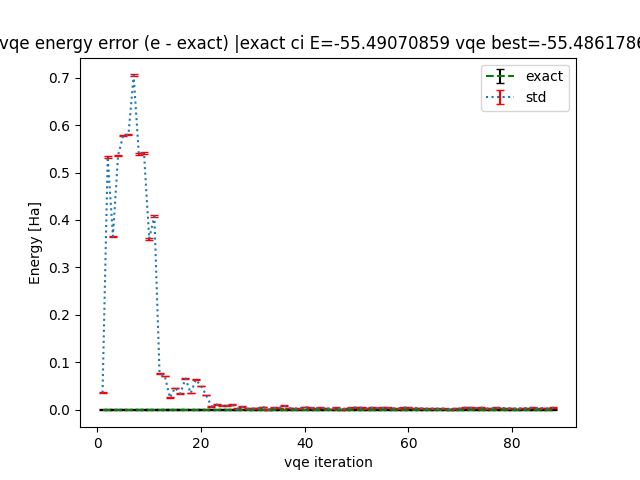 vqe energy error (e - exact) |exact ci E=-55.49070859 vqe best=-55.4861786
exact
std
0.7
0.6
0.5
0.4
0.3
0.2
0.1
0.0
Energy [Ha]
0 20 40 60 80
vqe iteration